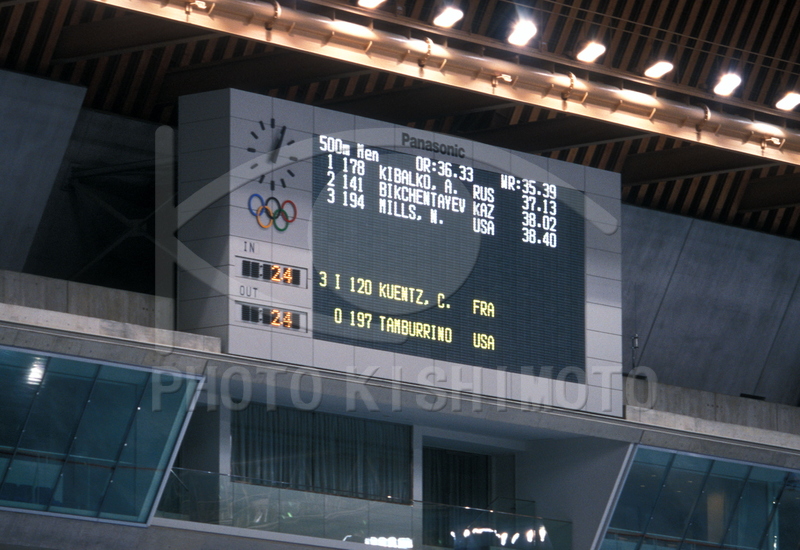 Panasonic
500m Men OR:36.33 WR:35.39
1 178 KIBALKO, A. RUS 37.13
2 141 BIKCHENTAYEV KAZ 38.02
3 194 MILLS, N. USA 38.40
IN
24
3 I 120 KUENTZ, C. FRA
OUT
24
O 197 TAMBURRINO USA
PHOTO KISHIMOTO